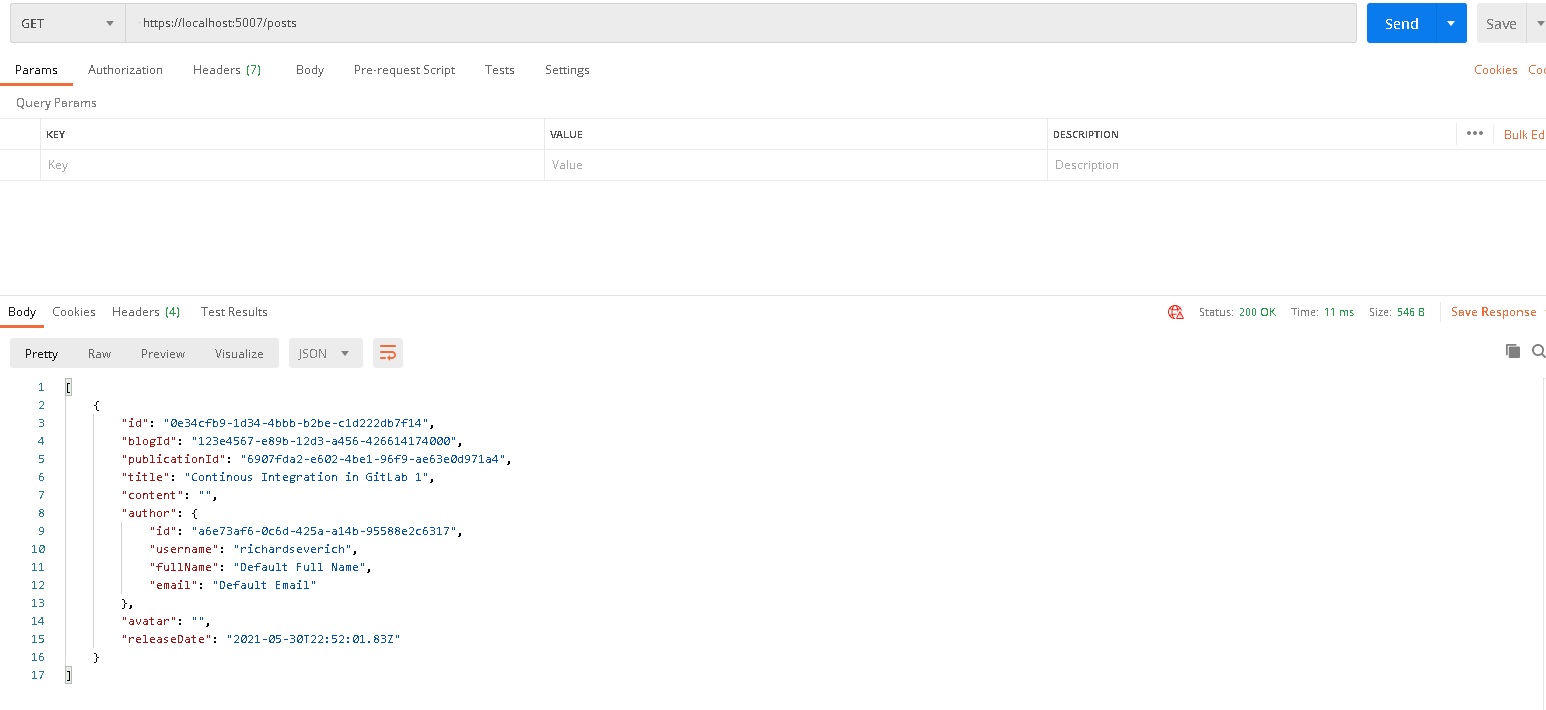 GET https://localhost:5007/posts Send Save
Params Authorization Headers (7) Body Pre-request Script Tests Settings Cookies Coo
Query Params
KEY VALUE DESCRIPTION ••• Bulk Ed
Key Value Description
Body Cookies Headers (4) Test Results Status: 200 OK Time: 11 ms Size: 546 B Save Response
Pretty Raw Preview Visualize JSON
1 [
2 {
3 "id": "0e34cfb9-1d34-4bbb-b2be-c1d222db7f14",
4 "blogId": "123e4567-e89b-12d3-a456-426614174000",
5 "publicationId": "6907fda2-e602-4be1-96f9-ae63e0d971a4",
6 "title": "Continous Integration in GitLab 1",
7 "content": "",
8 "author": {
9 "id": "a6e73af6-0c6d-425a-a14b-95588e2c6317",
10 "username": "richardseverich",
11 "fullName": "Default Full Name",
12 "email": "Default Email"
13 },
14 "avatar": "",
15 "releaseDate": "2021-05-30T22:52:01.83Z"
16 }
17 ]